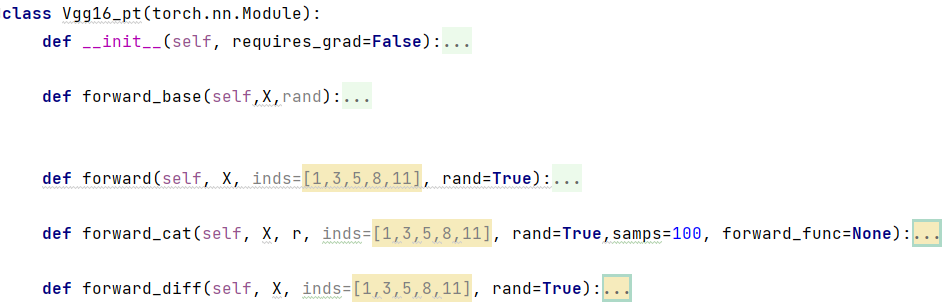 class Vgg16_pt(torch.nn.Module):
    def __init__(self, requires_grad=False):...
    def forward_base(self,X,rand):...
    def forward(self, X, inds=[1,3,5,8,11], rand=True):...
    def forward_cat(self, X, r, inds=[1,3,5,8,11], rand=True,samps=100, forward_func=None):...
    def forward_diff(self, X, inds=[1,3,5,8,11], rand=True):...